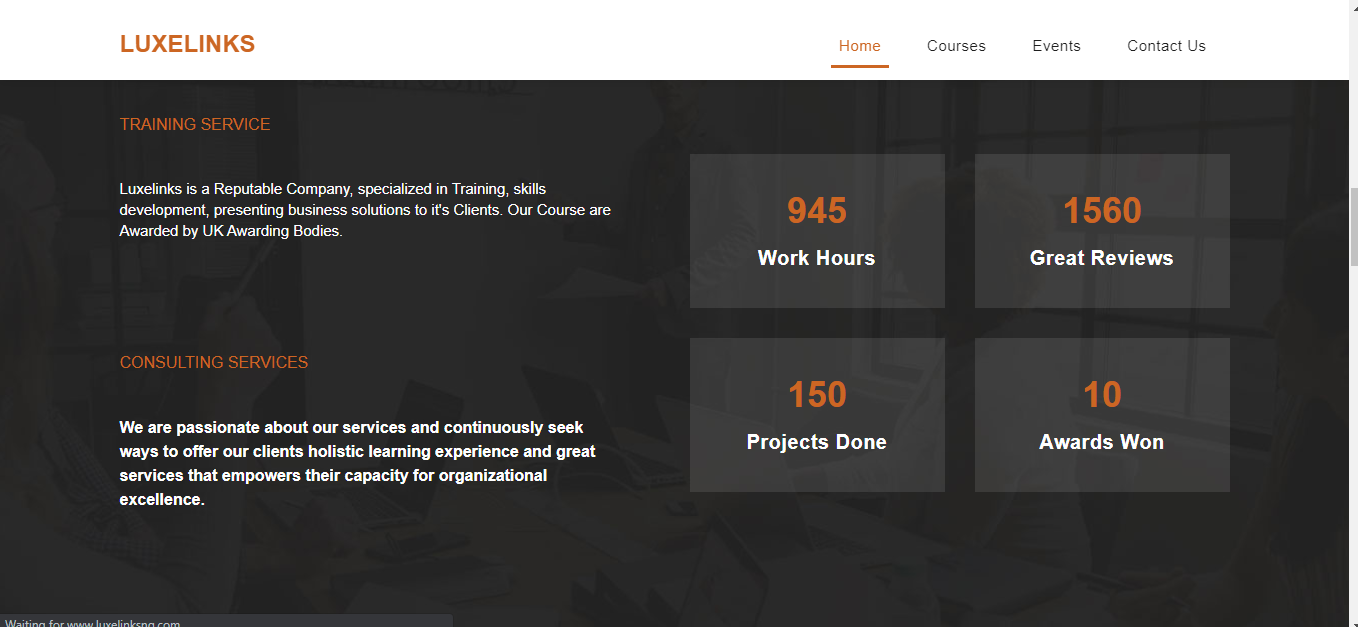 LUXELINKS
Home Courses Events Contact Us
TRAINING SERVICE
Luxelinks is a Reputable Company, specialized in Training, skills
development, presenting business solutions to it's Clients. Our Course are
Awarded by UK Awarding Bodies.
CONSULTING SERVICES
We are passionate about our services and continuously seek
ways to offer our clients holistic learning experience and great
services that empowers their capacity for organizational
excellence.
945
Work Hours
1560
Great Reviews
150
Projects Done
10
Awards Won
Waiting for www.luxelinksng.com